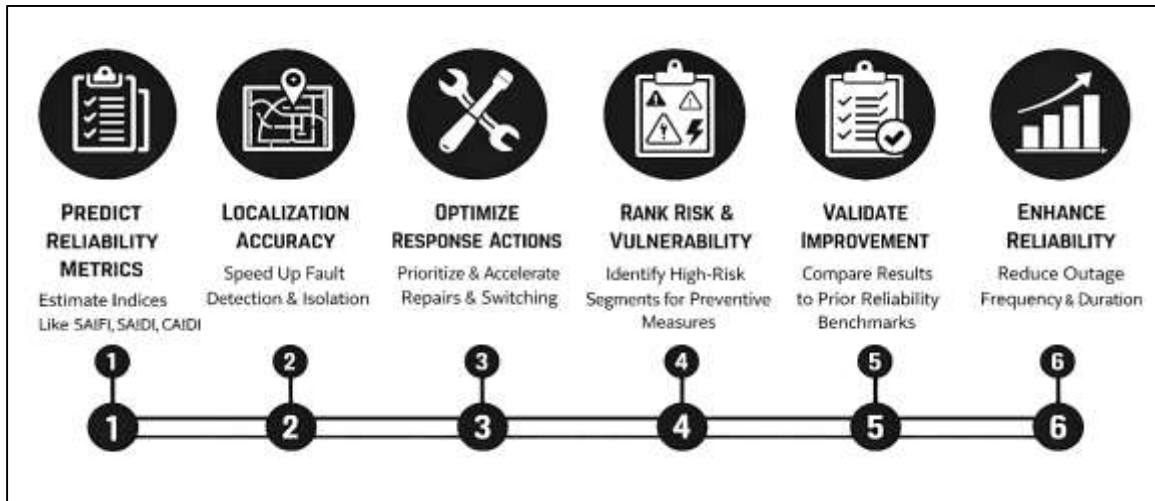 PREDICT
RELIABILITY
METRICS
Estimate Indices
Like SAIFI, SAIDI, CAIDI
LOCALIZATION
ACCURACY
Speed Up Fault
Detection & Isolation
OPTIMIZE
RESPONSE ACTIONS
Prioritize & Accelerate
Repairs & Switching
RANK RISK &
VULNERABILITY
Identify High-Risk
Segments for Preventive
Measures
VALIDATE
IMPROVEMENT
Compare Results
to Prior Reliability
Benchmarks
ENHANCE
RELIABILITY
Reduce Outage
Frequency & Duration
1 2 3 4 5 6
1 2 3 4 5 6